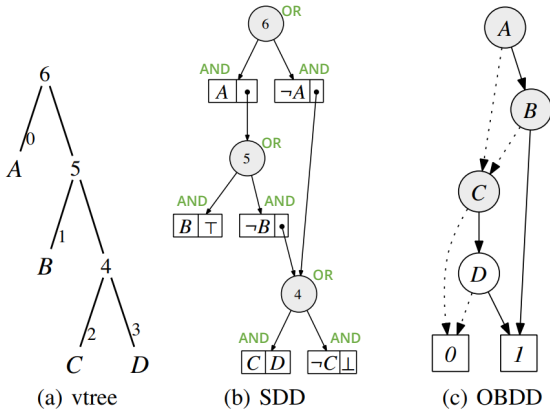 6
0
A
5
1
B
4
2
3
C
D
(a) vtree
OR
6
AND
AND
A
¬A
OR
5
AND
AND
B ⊤
¬B
OR
4
AND
AND
C D
¬C ⊥
(b) SDD
A
B
C
D
0
1
(c) OBDD